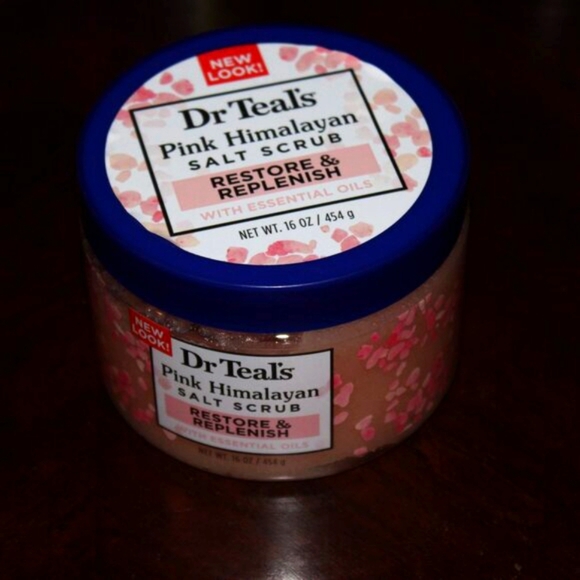 NEW
LOOK!
Dr Teal's
Pink Himalayan
SALT SCRUB
RESTORE &
REPLENISH
WITH ESSENTIAL OILS
NET WT. 16 OZ / 454 g
NEW
LOOK!
Dr Teal's
Pink Himalayan
SALT SCRUB
RESTORE &
REPLENISH
WITH ESSENTIAL OILS
NET WT. 16 OZ / 454 g